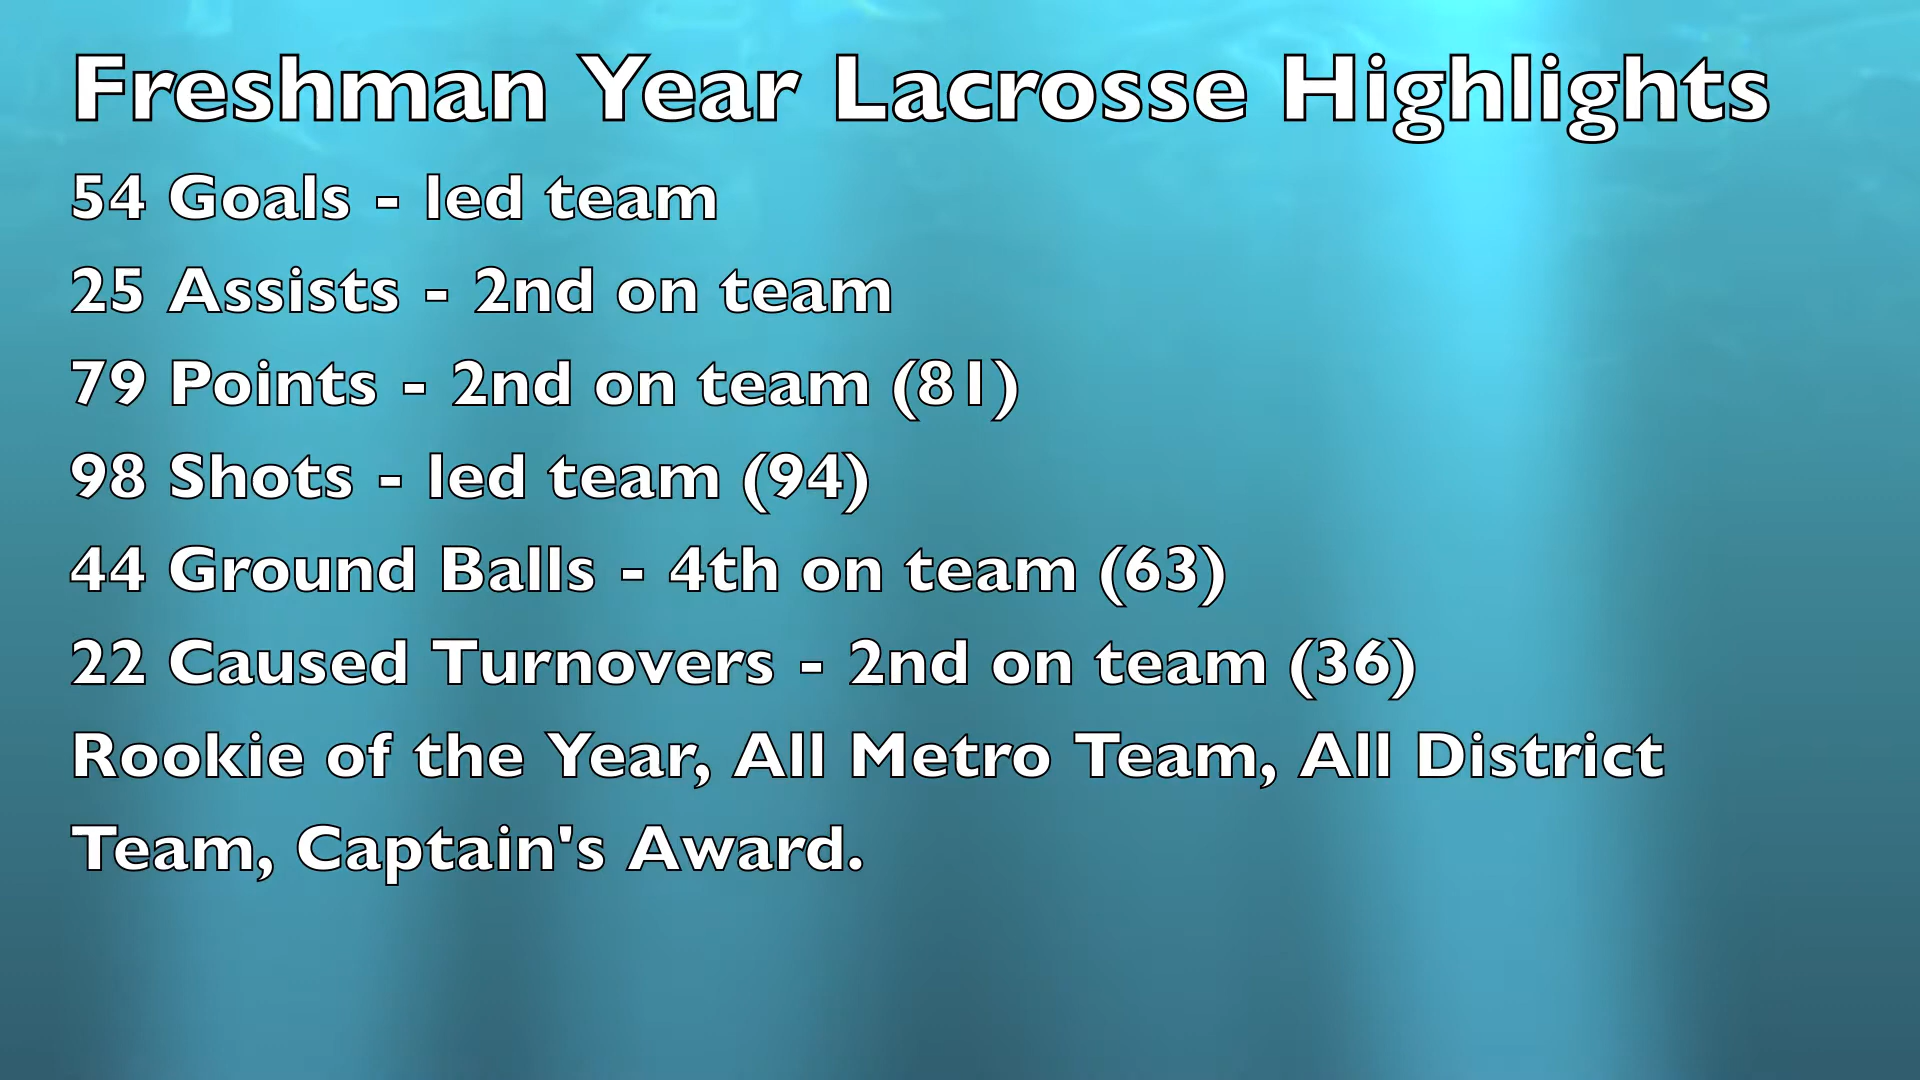 Freshman Year Lacrosse Highlights
54 Goals - led team
25 Assists - 2nd on team
79 Points - 2nd on team (81)
98 Shots - led team (94)
44 Ground Balls - 4th on team (63)
22 Caused Turnovers - 2nd on team (36)
Rookie of the Year, All Metro Team, All District
Team, Captain's Award.